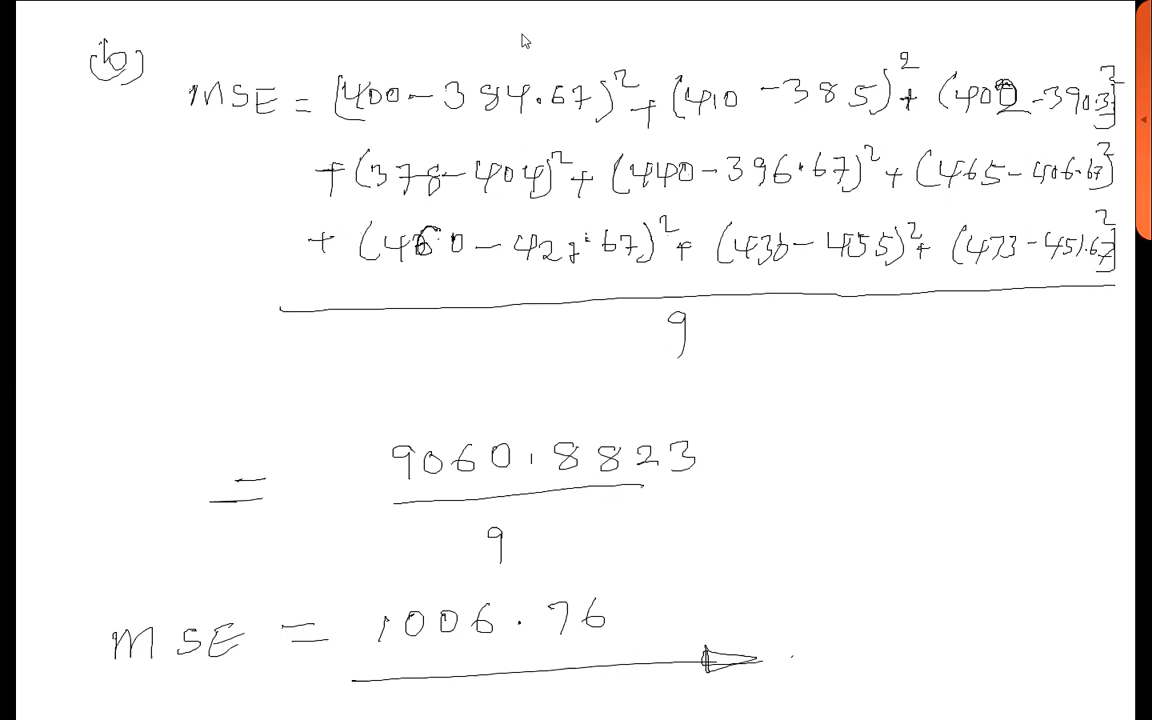 (b)
MSE = (400 - 384.67)² + (410 - 385)² + (402 - 390.3)²
+ (378 - 404)² + (440 - 396.67)² + (465 - 406.67)²
+ (460 - 427.67)² + (430 - 455)² + (473 - 451.67)²
9
= 9060.8823
9
MSE = 1006.76